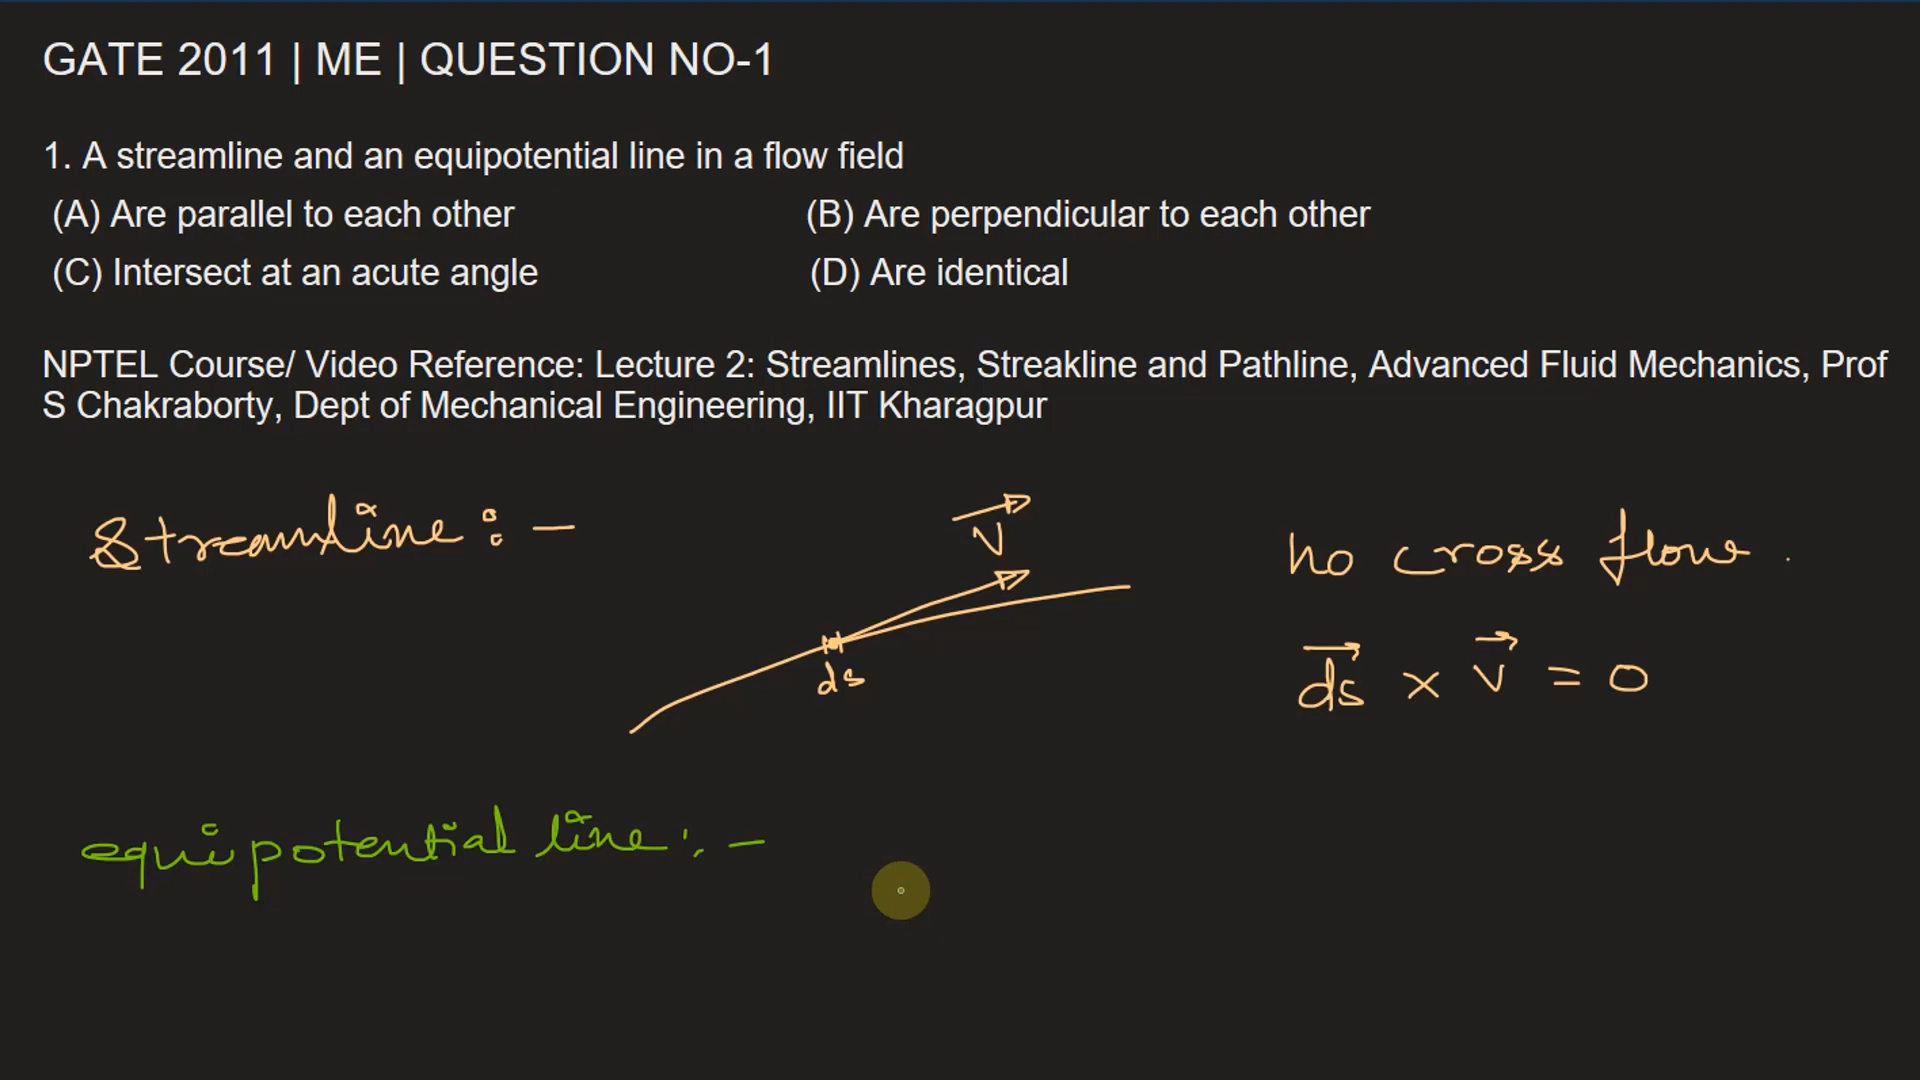 GATE 2011 | ME | QUESTION NO-1
1. A streamline and an equipotential line in a flow field
(A) Are parallel to each other (B) Are perpendicular to each other
(C) Intersect at an acute angle (D) Are identical
NPTEL Course/ Video Reference: Lecture 2: Streamlines, Streakline and Pathline, Advanced Fluid Mechanics, Prof
S Chakraborty, Dept of Mechanical Engineering, IIT Kharagpur
Streamline : -
V
ds
no cross flow .
ds × V = 0
equipotential line : -